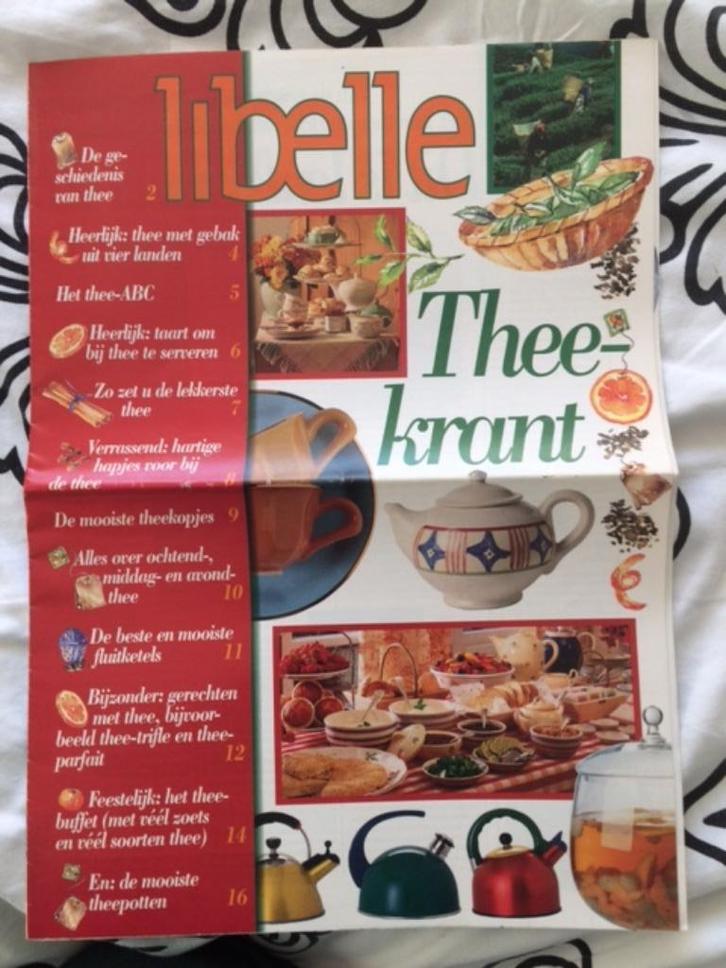 libelle
Thee-
krant
De ge-
schiedenis
van thee 2
Heerlijk: thee met gebak
uit vier landen 4
Het thee-ABC 5
Heerlijk: taart om
bij thee te serveren 6
Zo zet u de lekkerste
thee 7
Verrassend: hartige
hapjes voor bij
de thee 8
De mooiste theekopjes 9
Alles over ochtend-,
middag- en avond-
thee 10
De beste en mooiste
fluitketels 11
Bijzonder: gerechten
met thee, bijvoor-
beeld thee-trifle en thee-
parfait 12
Feestelijk: het thee-
buffet (met véél zoets
en véél soorten thee) 14
En: de mooiste
theepotten 16